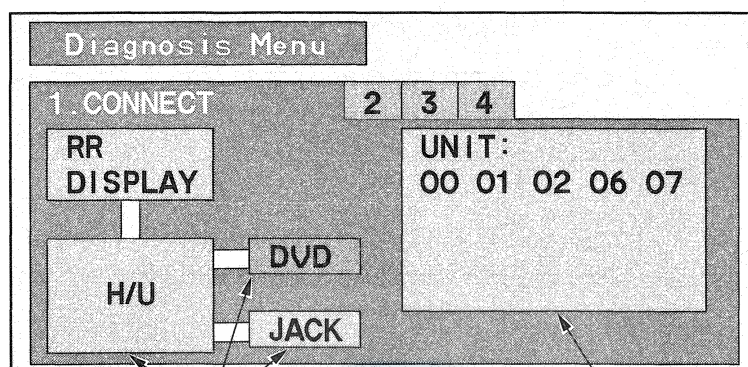 Diagnosis Menu
1.CONNECT 2 3 4
RR
DISPLAY
UNIT:
00 01 02 06 07
DVD
H/U
JACK